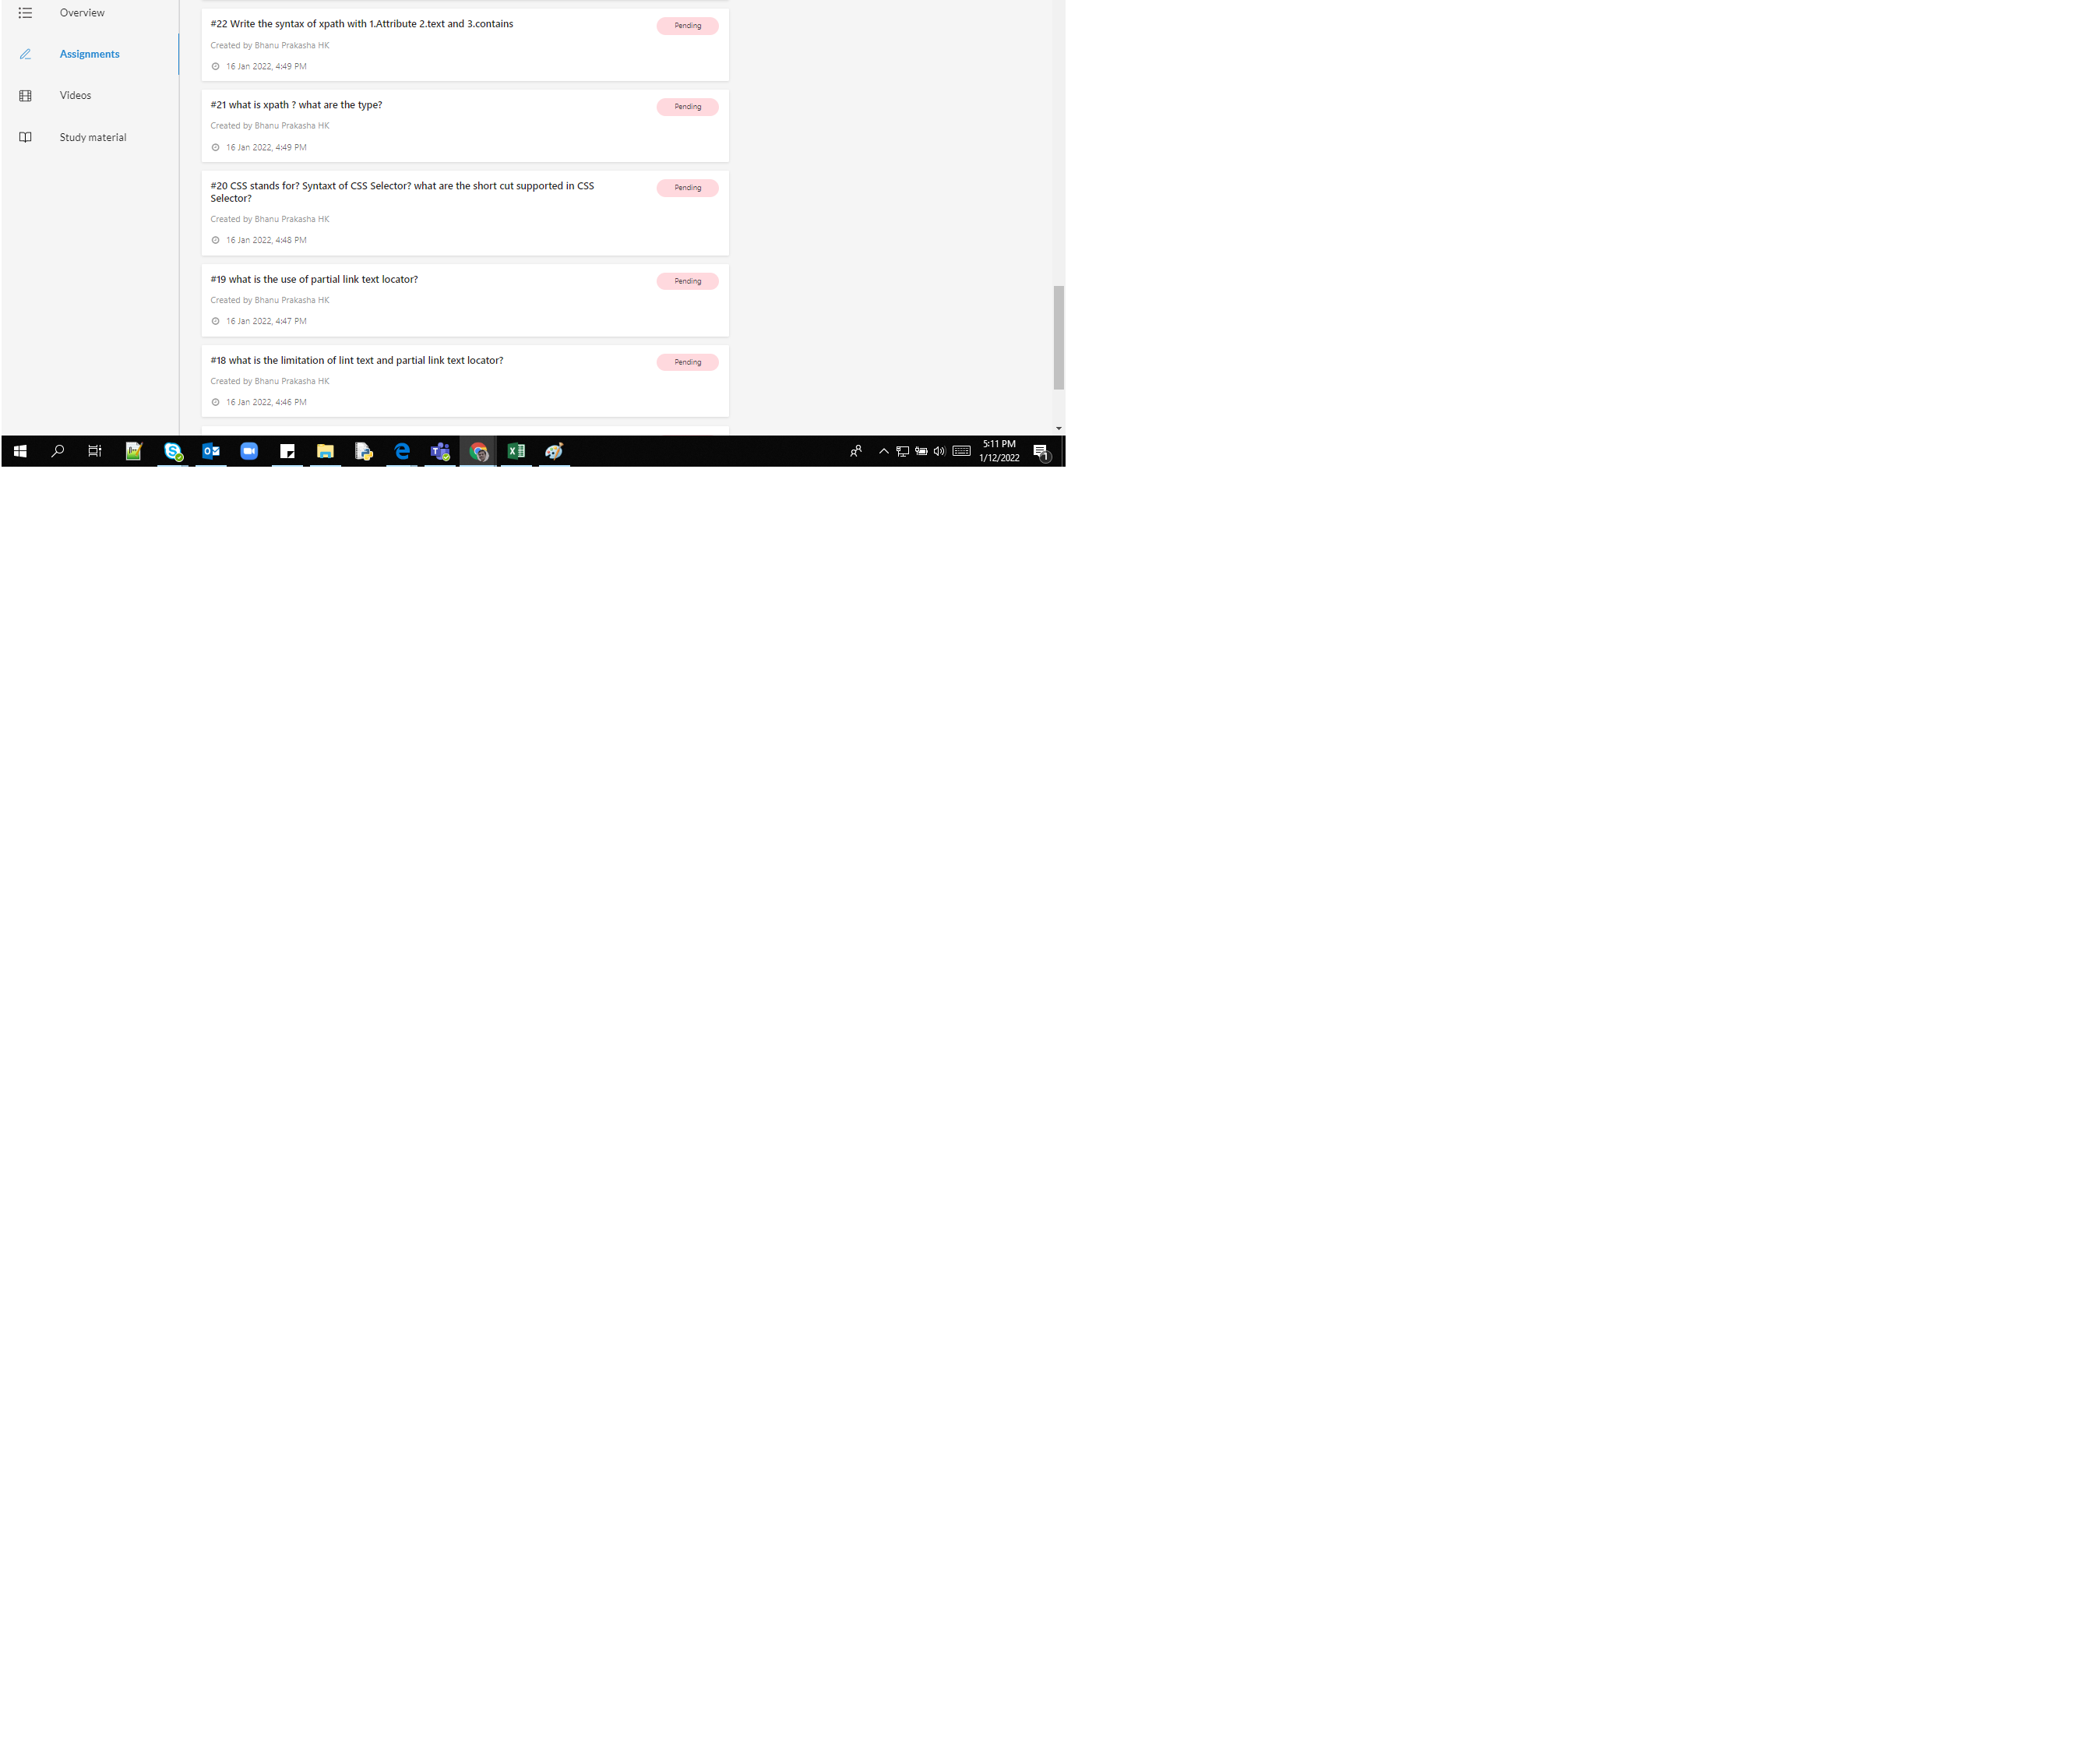 Overview
Assignments
Videos
Study material
#22 Write the syntax of xpath with 1.Attribute 2.text and 3.contains
Pending
Created by Bhanu Prakasha HK
16 Jan 2022, 4:49 PM
#21 what is xpath ? what are the type?
Pending
Created by Bhanu Prakasha HK
16 Jan 2022, 4:49 PM
#20 CSS stands for? Syntaxt of CSS Selector? what are the short cut supported in CSS
Selector?
Pending
Created by Bhanu Prakasha HK
16 Jan 2022, 4:48 PM
#19 what is the use of partial link text locator?
Pending
Created by Bhanu Prakasha HK
16 Jan 2022, 4:47 PM
#18 what is the limitation of lint text and partial link text locator?
Pending
Created by Bhanu Prakasha HK
16 Jan 2022, 4:46 PM
5:11 PM
1/12/2022
1